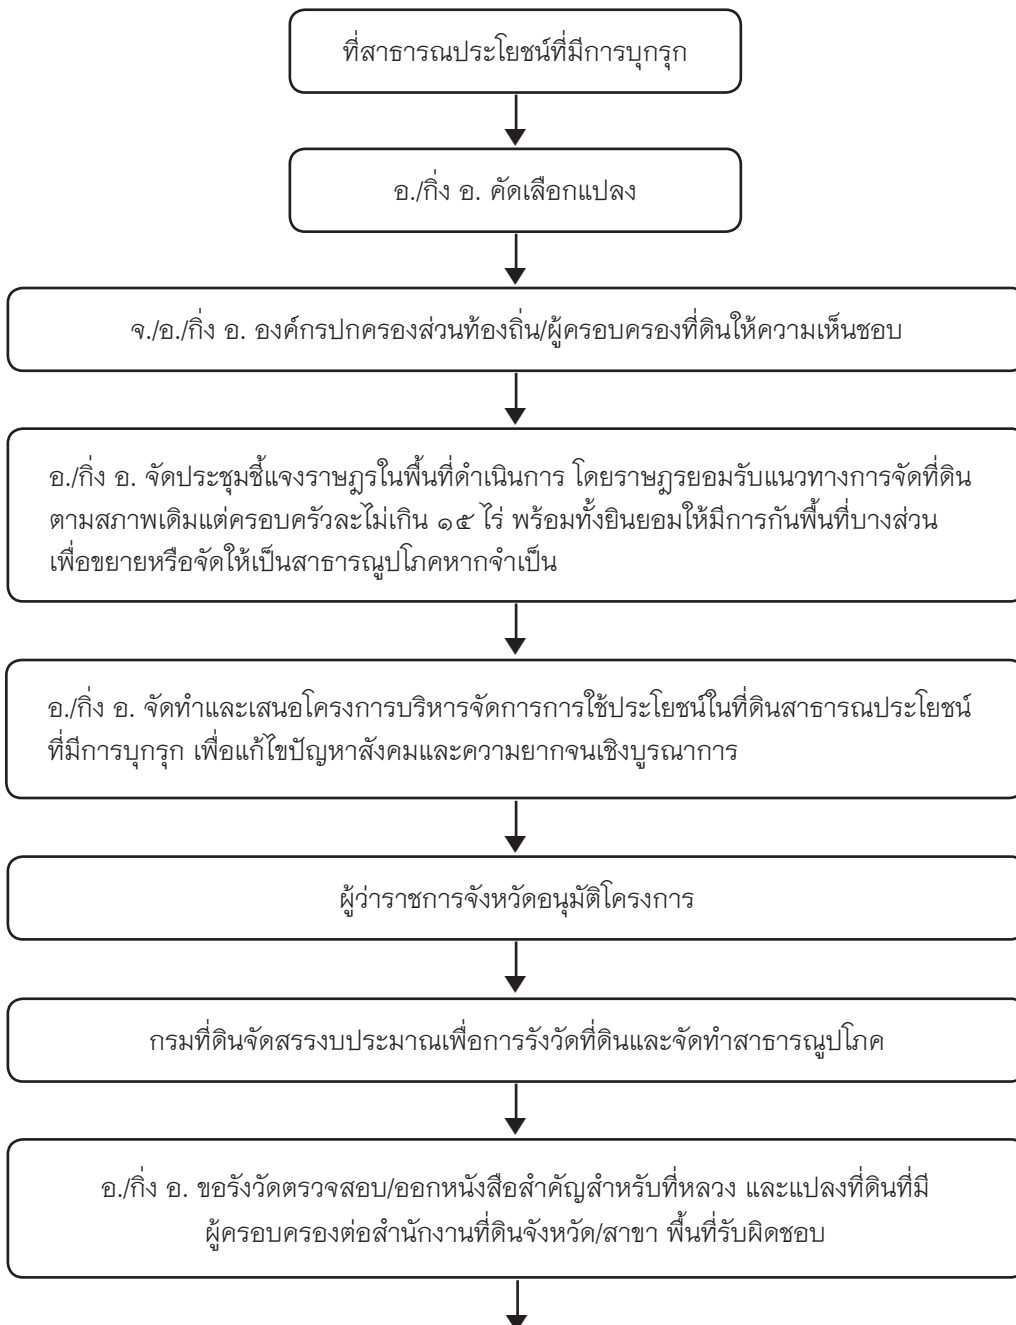 ที่สาธารณประโยชน์ที่มีการบุกรุก
อ./กิ่ง อ. คัดเลือกแปลง
จ./อ./กิ่ง อ. องค์กรปกครองส่วนท้องถิ่น/ผู้ครอบครองที่ดินให้ความเห็นชอบ
อ./กิ่ง อ. จัดประชุมชี้แจงราษฎรในพื้นที่ดำเนินการ โดยราษฎรยอมรับแนวทางการจัดที่ดิน
ตามสภาพเดิมแต่ครอบครัวละไม่เกิน ๑๕ ไร่ พร้อมทั้งยินยอมให้มีการกันพื้นที่บางส่วน
เพื่อขยายหรือจัดให้เป็นสาธารณูปโภคหากจำเป็น
อ./กิ่ง อ. จัดทำและเสนอโครงการบริหารจัดการการใช้ประโยชน์ในที่ดินสาธารณประโยชน์
ที่มีการบุกรุก เพื่อแก้ไขปัญหาสังคมและความยากจนเชิงบูรณาการ
ผู้ว่าราชการจังหวัดอนุมัติโครงการ
กรมที่ดินจัดสรรงบประมาณเพื่อการรังวัดที่ดินและจัดทำสาธารณูปโภค
อ./กิ่ง อ. ขอรังวัดตรวจสอบ/ออกหนังสือสำคัญสำหรับที่หลวง และแปลงที่ดินที่มี
ผู้ครอบครองต่อสำนักงานที่ดินจังหวัด/สาขา พื้นที่รับผิดชอบ